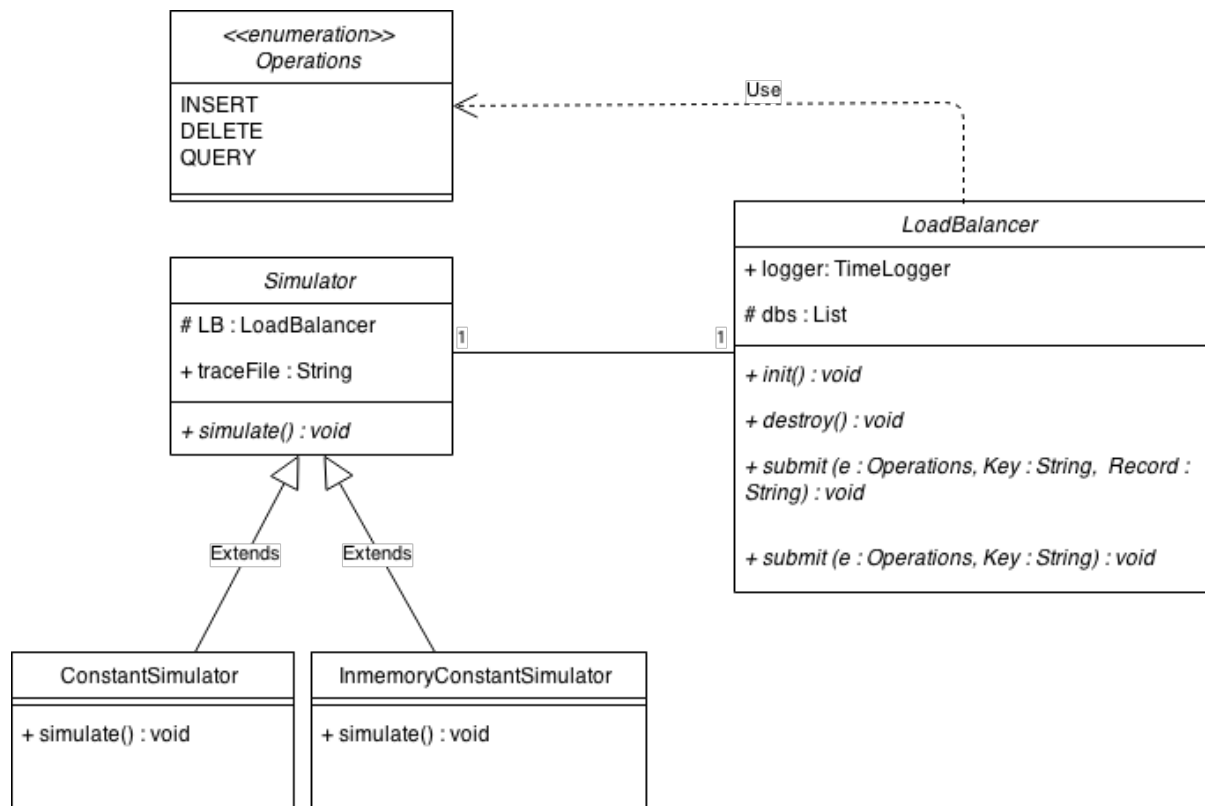 <<enumeration>>
Operations
INSERT
DELETE
QUERY
Use
LoadBalancer
+ logger: TimeLogger
# dbs : List
+ init() : void
+ destroy() : void
+ submit (e : Operations, Key : String, Record :
String) : void
+ submit (e : Operations, Key : String) : void
Simulator
# LB : LoadBalancer
+ traceFile : String
+ simulate() : void
1
1
Extends
Extends
ConstantSimulator
+ simulate() : void
InmemoryConstantSimulator
+ simulate() : void